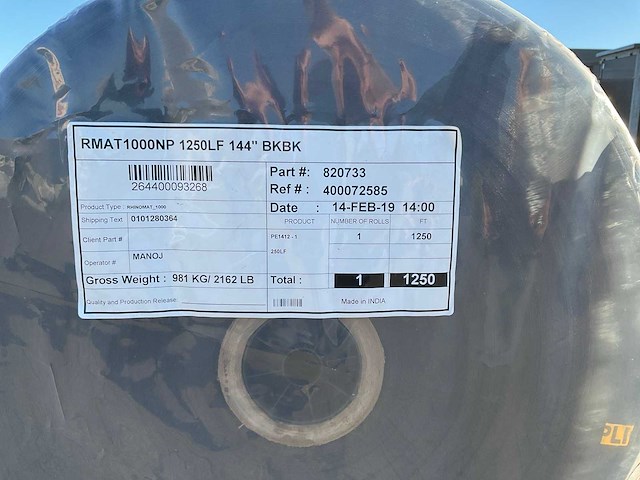 RMAT1000NP 1250LF 144" BKBK
264400093268
Part #: 820733
Ref # : 400072585
Date : 14-FEB-19 14:00
Product Type : RHINOMAT_1000
Shipping Text 0101280364
Client Part #
Operator # MANOJ
PRODUCT NUMBER OF ROLLS FT
PE1412 - 1 1 1250
250LF
Gross Weight : 981 KG/ 2162 LB
Total : 1 1250
Quality and Production Release:
Made in INDIA
PLI